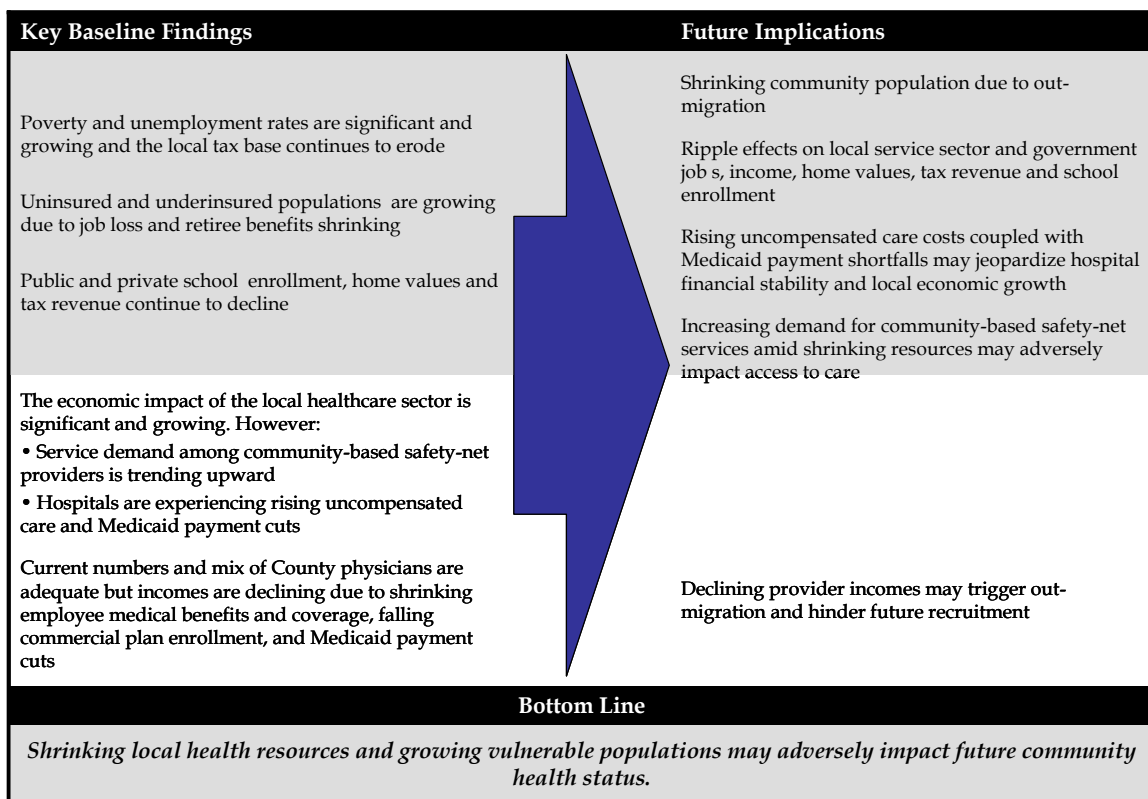 Key Baseline Findings
Poverty and unemployment rates are significant and
growing and the local tax base continues to erode
Uninsured and underinsured populations are growing
due to job loss and retiree benefits shrinking
Public and private school enrollment, home values and
tax revenue continue to decline
The economic impact of the local healthcare sector is
significant and growing. However:
• Service demand among community-based safety-net
providers is trending upward
• Hospitals are experiencing rising uncompensated
care and Medicaid payment cuts
Current numbers and mix of County physicians are
adequate but incomes are declining due to shrinking
employee medical benefits and coverage, falling
commercial plan enrollment, and Medicaid payment
cuts
Future Implications
Shrinking community population due to out-
migration
Ripple effects on local service sector and government
job s, income, home values, tax revenue and school
enrollment
Rising uncompensated care costs coupled with
Medicaid payment shortfalls may jeopardize hospital
financial stability and local economic growth
Increasing demand for community-based safety-net
services amid shrinking resources may adversely
impact access to care
Declining provider incomes may trigger out-
migration and hinder future recruitment
Bottom Line
Shrinking local health resources and growing vulnerable populations may adversely impact future community
health status.